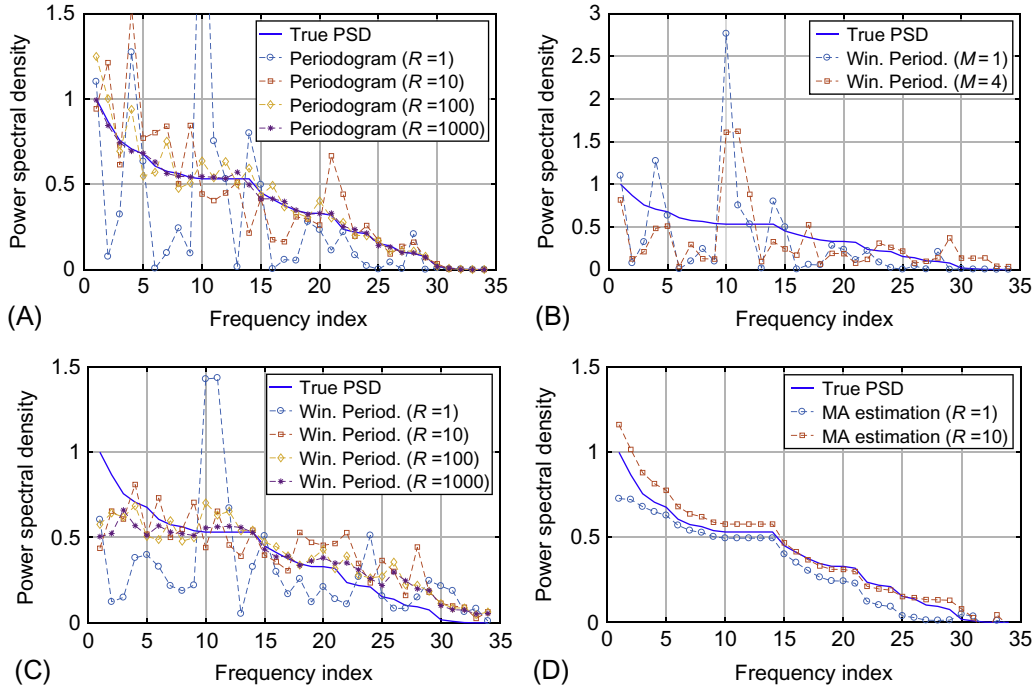 1.5
1
0.5
0
0
5
10
15
20
25
30
35
Power spectral density
Frequency index
(A)
True PSD
Periodogram (R =1)
Periodogram (R =10)
Periodogram (R =100)
Periodogram (R =1000)
3
2.5
2
1.5
1
0.5
0
0
5
10
15
20
25
30
35
Power spectral density
Frequency index
(B)
True PSD
Win. Period. (M=1)
Win. Period. (M=4)
1.5
1
0.5
0
0
5
10
15
20
25
30
35
Power spectral density
Frequency index
(C)
True PSD
Win. Period. (R =1)
Win. Period. (R =10)
Win. Period. (R =100)
Win. Period. (R =1000)
1.5
1
0.5
0
0
5
10
15
20
25
30
35
Power spectral density
Frequency index
(D)
True PSD
MA estimation (R =1)
MA estimation (R =10)